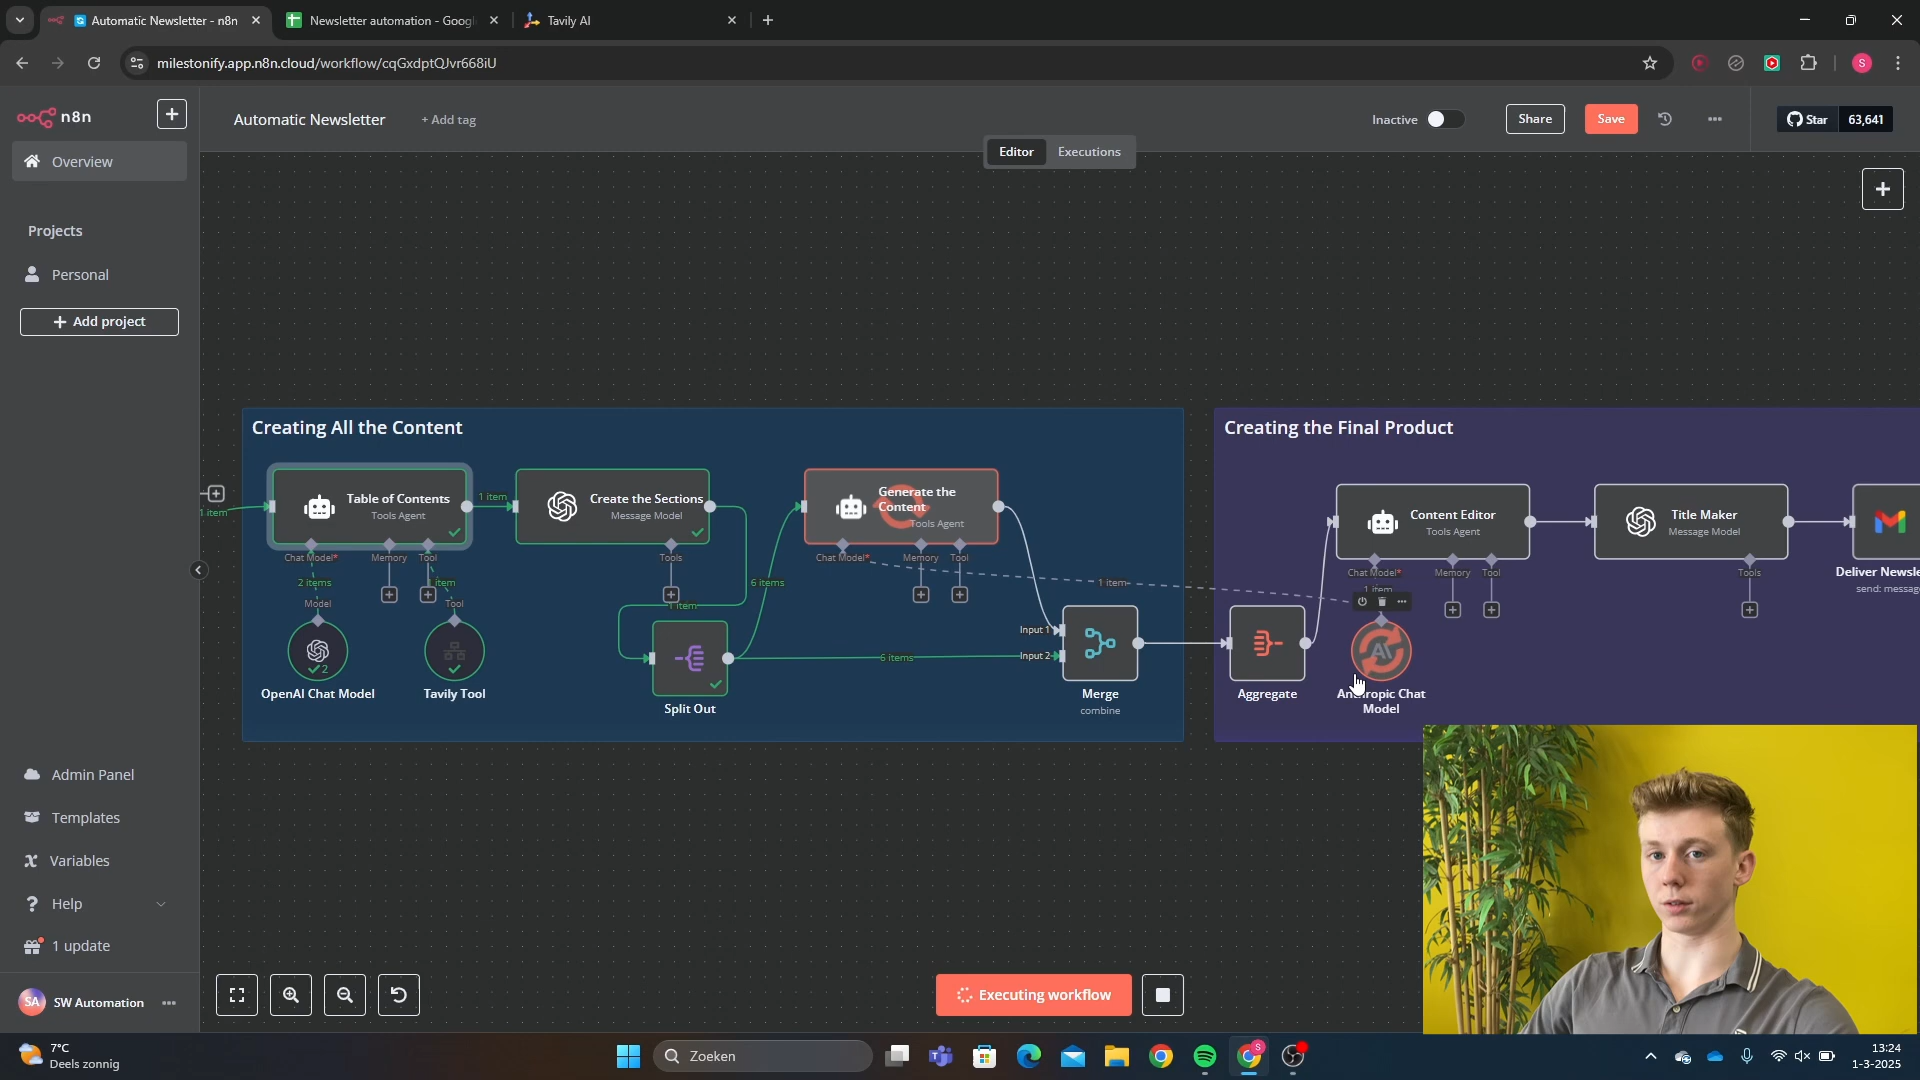 Automatic Newsletter - n8n
Newsletter automation - Googl
Tavily AI
milestonify.app.n8n.cloud/workflow/cqGxdptQJvr668iU
S
n8n
Automatic Newsletter
+ Add tag
Inactive
Share
Save
Star
63,641
Editor
Executions
Overview
Projects
Personal
Add project
Creating All the Content
Creating the Final Product
1 item
Table of Contents
Tools Agent
1 item
Create the Sections
Message Model
Generate the Content
Tools Agent
Content Editor
Tools Agent
Title Maker
Message Model
Chat Model*
Memory
Tool
Tools
Chat Model*
Memory
Tool
Chat Model*
Memory
Tool
Tools
Deliver Newsle
send: messag
2 items
1 item
6 items
1 item
1 item
Model
Tool
1 item
Input 1
Input 2
6 items
2
OpenAI Chat Model
Tavily Tool
Split Out
Merge
combine
Aggregate
Anthropic Chat Model
Admin Panel
Templates
Variables
Help
1 update
SA
SW Automation
Executing workflow
7°C
Deels zonnig
Zoeken
13:24
1-3-2025